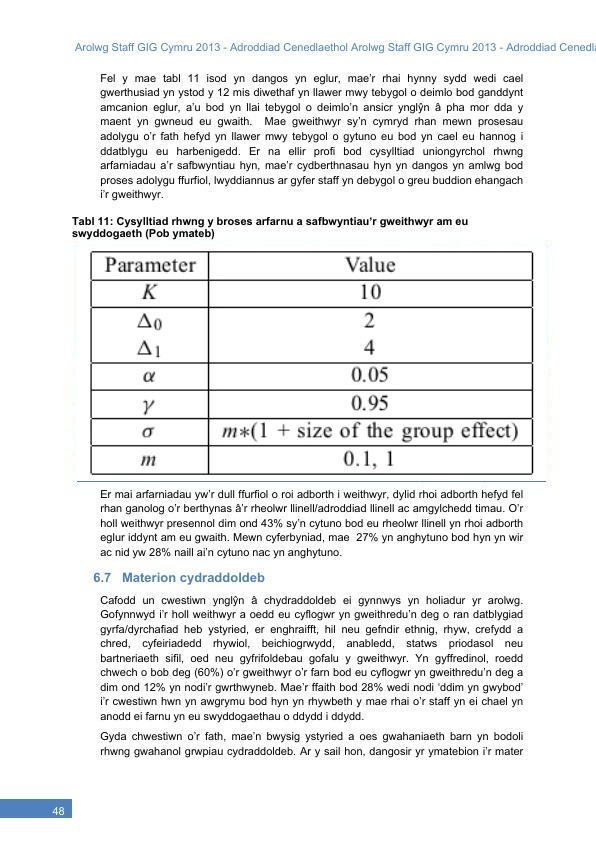 Arolwg Staff GIG Cymru 2013 - Adroddiad Cenedlaethol Arolwg Staff GIG Cymru 2013 - Adroddiad Cenedla
Fel y mae tabl 11 isod yn dangos yn eglur, mae'r rhai hynny sydd wedi cael
gwerthusiad yn ystod y 12 mis diwethaf yn llawer mwy tebygol o deimlo bod ganddynt
amcanion eglur, a'u bod yn llai tebygol o deimlo'n ansicr ynglŷn â pha mor dda y
maent yn gwneud eu gwaith. Mae gweithwyr sy'n cymryd rhan mewn prosesau
adolygu o'r fath hefyd yn llawer mwy tebygol o gytuno eu bod yn cael eu hannog i
ddatblygu eu harbenigedd. Er na ellir profi bod cysylltiad uniongyrchol rhwng
arfarniadau a'r safbwyntiau hyn, mae'r cydberthnasau hyn yn dangos yn amlwg bod
proses adolygu ffurfiol, lwyddiannus ar gyfer staff yn debygol o greu buddion ehangach
i'r gweithwyr.
Tabl 11: Cysylltiad rhwng y broses arfarnu a safbwyntiau'r gweithwyr am eu
swyddogaeth (Pob ymateb)
Parameter Value
K 10
Δ0 2
Δ1 4
α 0.05
γ 0.95
σ m*(1 + size of the group effect)
m 0.1, 1
Er mai arfarniadau yw'r dull ffurfiol o roi adborth i weithwyr, dylid rhoi adborth hefyd fel
rhan ganolog o'r berthynas â'r rheolwr llinell/adroddiad llinell ac amgylchedd timau. O'r
holl weithwyr presennol dim ond 43% sy'n cytuno bod eu rheolwr llinell yn rhoi adborth
eglur iddynt am eu gwaith. Mewn cyferbyniad, mae 27% yn anghytuno bod hyn yn wir
ac nid yw 28% naill ai'n cytuno nac yn anghytuno.
6.7 Materion cydraddoldeb
Cafodd un cwestiwn ynglŷn â chydraddoldeb ei gynnwys yn holiadur yr arolwg.
Gofynnwyd i'r holl weithwyr a oedd eu cyflogwr yn gweithredu'n deg o ran datblygiad
gyrfa/dyrchafiad heb ystyried, er enghraifft, hil neu gefndir ethnig, rhyw, crefydd a
chred, cyfeiriadedd rhywiol, beichiogrwydd, anabledd, statws priodasol neu
bartneriaeth sifil, oed neu gyfrifoldebau gofalu y gweithwyr. Yn gyffredinol, roedd
chwech o bob deg (60%) o'r gweithwyr o'r farn bod eu cyflogwr yn gweithredu'n deg a
dim ond 12% yn nodi'r gwrthwyneb. Mae'r ffaith bod 28% wedi nodi 'ddim yn gwybod'
i'r cwestiwn hwn yn awgrymu bod hyn yn rhywbeth y mae rhai o'r staff yn ei chael yn
anodd ei farnu yn eu swyddogaethau o ddydd i ddydd.
Gyda chwestiwn o'r fath, mae'n bwysig ystyried a oes gwahaniaeth barn yn bodoli
rhwng gwahanol grwpiau cydraddoldeb. Ar y sail hon, dangosir yr ymatebion i'r mater
48